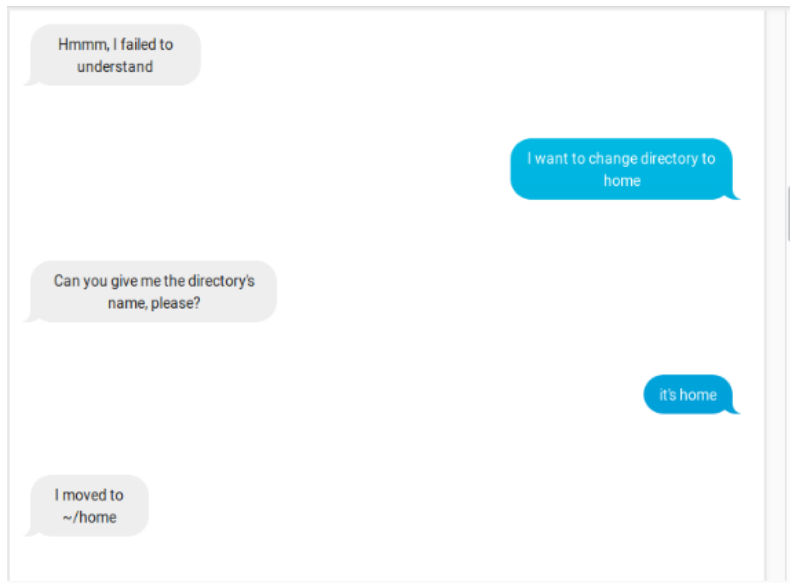 Hmmm, I failed to
understand
I want to change directory to
home
Can you give me the directory's
name, please?
it's home
I moved to
~/home